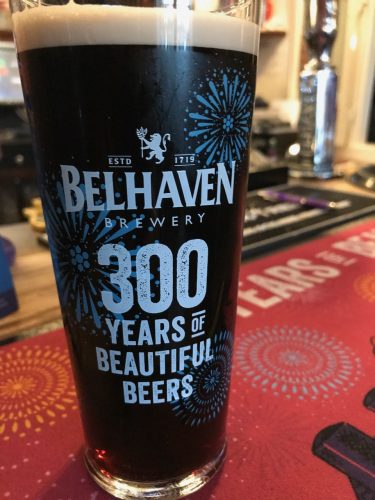 ESTD 1719
BELHAVEN
BREWERY
300
YEARS OF
BEAUTIFUL
BEERS
YEARS